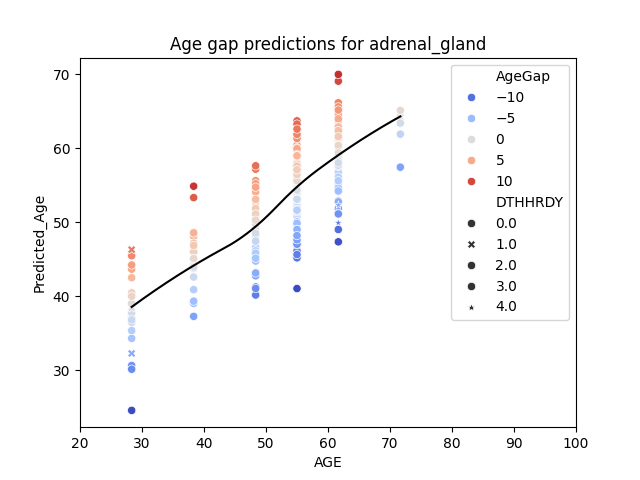 Age gap predictions for adrenal_gland
70
60
50
40
30
Predicted_Age
20 30 40 50 60 70 80 90 100
AGE
AgeGap
−10
−5
0
5
10
DTHHRDY
0.0
1.0
2.0
3.0
4.0